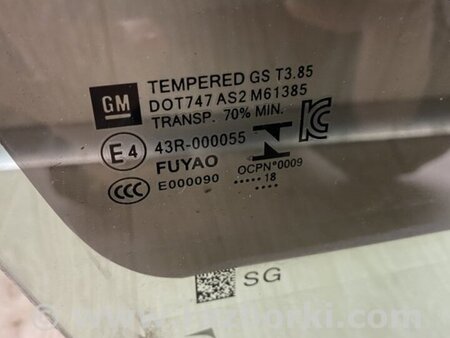 GM
TEMPERED GS T3.85
DOT747 AS2 M61385
TRANSP. 70% MIN.
E4
43R-000055
FUYAO
CCC
E000090
KC
N
OCPN°0009
..... 18 ....
SG